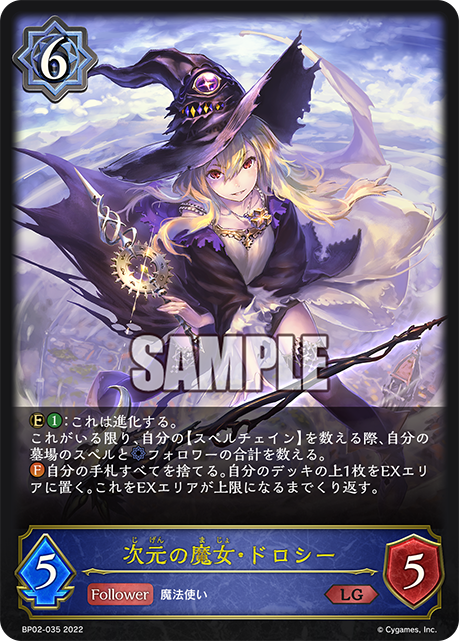 6
SAMPLE
E 1：これは進化する。
これがいる限り、自分の【スペルチェイン】を数える際、自分の
墓場のスペルとフォロワーの合計を数える。
F 自分の手札すべてを捨てる。自分のデッキの上1枚をEXエリ
アに置く。これをEXエリアが上限になるまでくり返す。
じげん まじょ
次元の魔女・ドロシー
5
Follower 魔法使い
LG
5
BP02-035 2022
© Cygames, Inc.